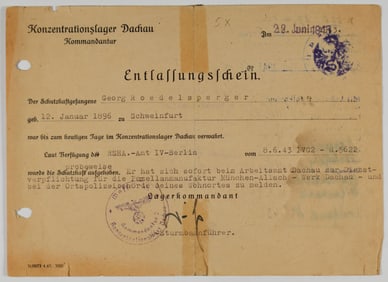 Konzentrationslager Dachau
Kommandantur
5X
Den 28. Juni 1943.
Entlassungsschein.
Der Schutzhaftgefangene Georg Roedelsperger
geb. 12. Januar 1896 zu Schweinfurt
war bis zum heutigen Tage im Konzentrationslager Dachau verwahrt.
Laut Verfügung des RSHA.-Amt IV-Berlin vom 8.6.43 IVC2 -
probeweise
wurde die Schutzhaft aufgehoben. Er hat sich sofort beim Arbeitsamt Dachau zur Dienst-
verpflichtung für die Porzellanmanufaktur München-Allach - Werk Dachau - und
bei der Ortspolizeibehörde seines Wohnortes zu melden.
Lagerkommandant
Sturmbannführer.